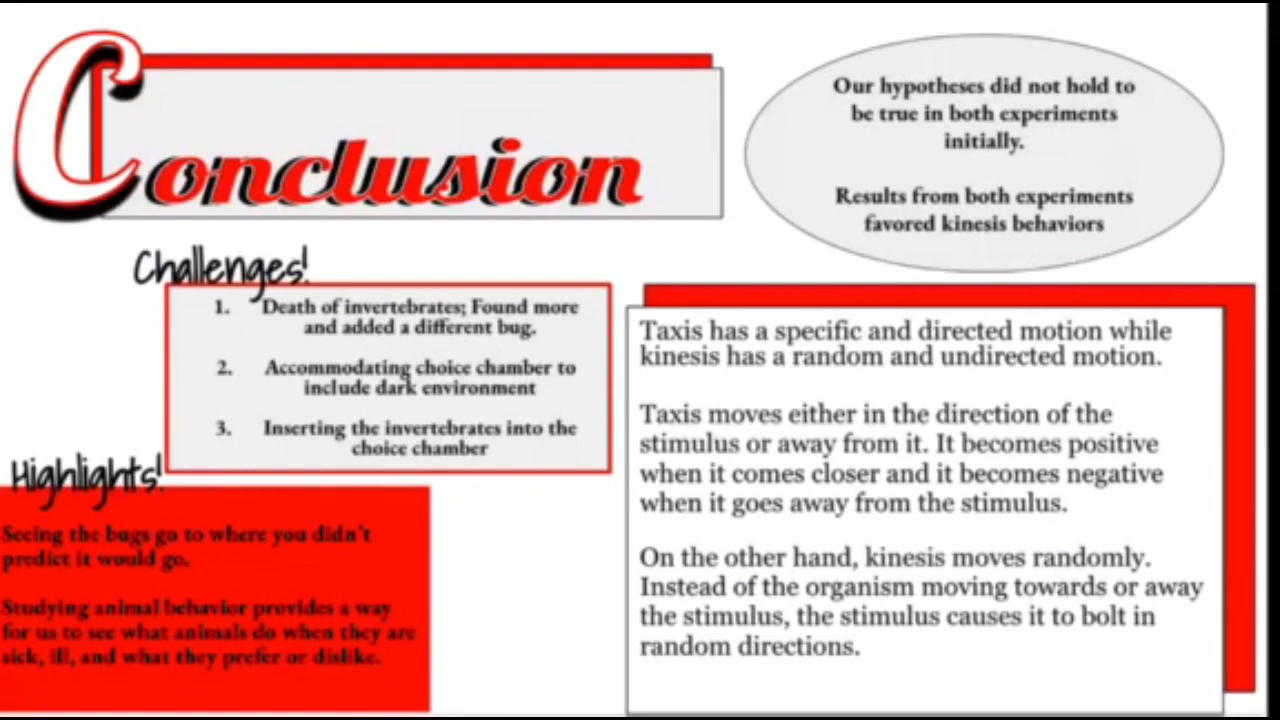 Conclusion
Our hypotheses did not hold to
be true in both experiments
initially.
Results from both experiments
favored kinesis behaviors
Challenges!
1. Death of invertebrates; Found more
and added a different bug.
2. Accommodating choice chamber to
include dark environment
3. Inserting the invertebrates into the
choice chamber
Highlights!
Seeing the bugs go to where you didn't
predict it would go.
Studying animal behavior provides a way
for us to see what animals do when they are
sick, ill, and what they prefer or dislike.
Taxis has a specific and directed motion while
kinesis has a random and undirected motion.
Taxis moves either in the direction of the
stimulus or away from it. It becomes positive
when it comes closer and it becomes negative
when it goes away from the stimulus.
On the other hand, kinesis moves randomly.
Instead of the organism moving towards or away
the stimulus, the stimulus causes it to bolt in
random directions.